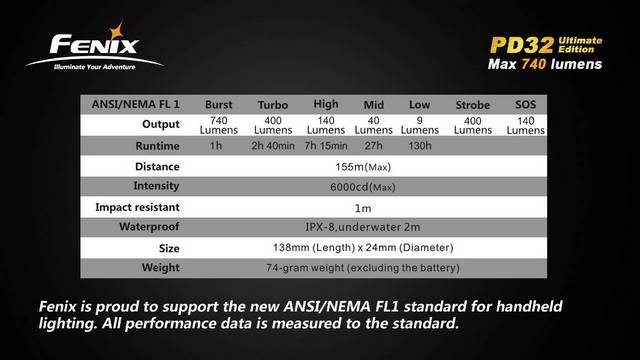 FENIX
Illuminate Your Adventure
PD32 Ultimate Edition
Max 740 lumens
ANSI/NEMA FL 1 Burst Turbo High Mid Low Strobe SOS
Output 740 Lumens 400 Lumens 140 Lumens 40 Lumens 9 Lumens 400 Lumens 140 Lumens
Runtime 1h 2h 40min 7h 15min 27h 130h
Distance 155m(Max)
Intensity 6000cd(Max)
Impact resistant 1m
Waterproof IPX-8,underwater 2m
Size 138mm (Length) x 24mm (Diameter)
Weight 74-gram weight (excluding the battery)
Fenix is proud to support the new ANSI/NEMA FL1 standard for handheld
lighting. All performance data is measured to the standard.